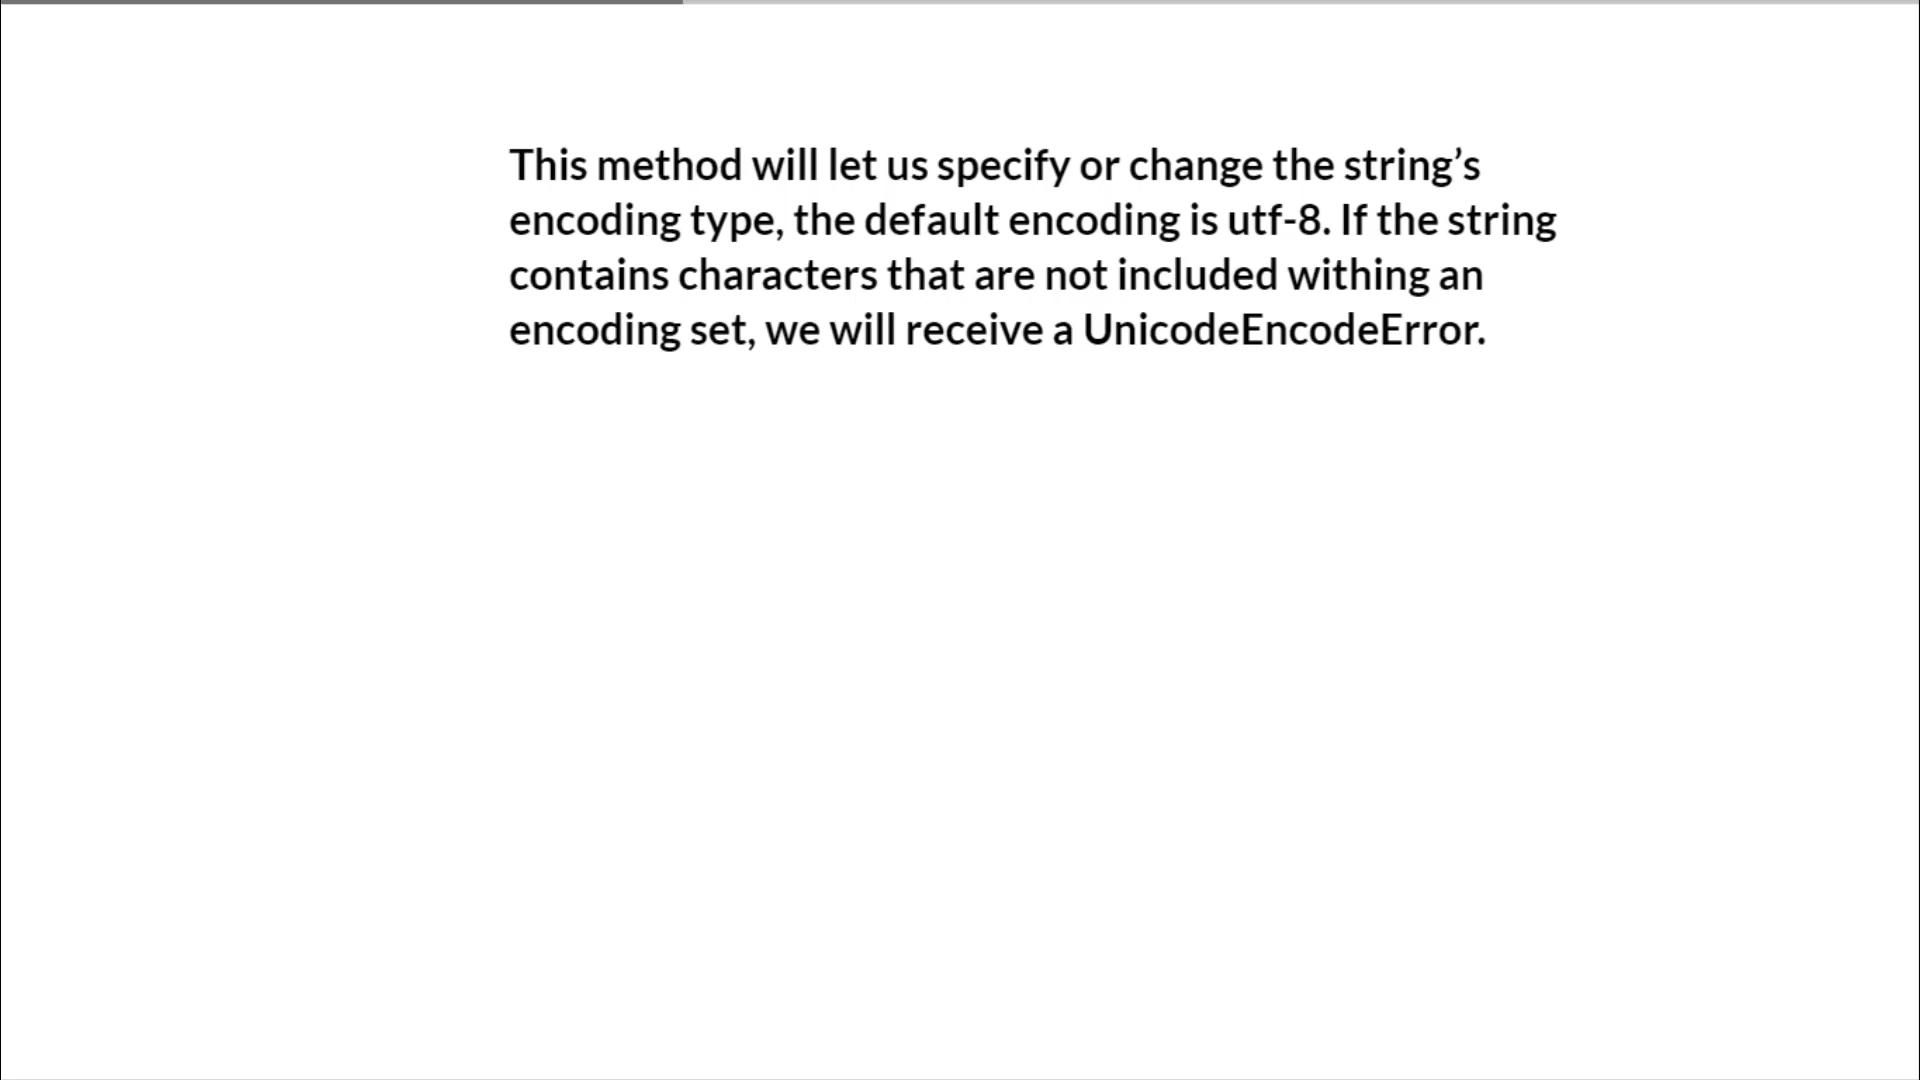 This method will let us specify or change the string’s
encoding type, the default encoding is utf-8. If the string
contains characters that are not included withing an
encoding set, we will receive a UnicodeEncodeError.